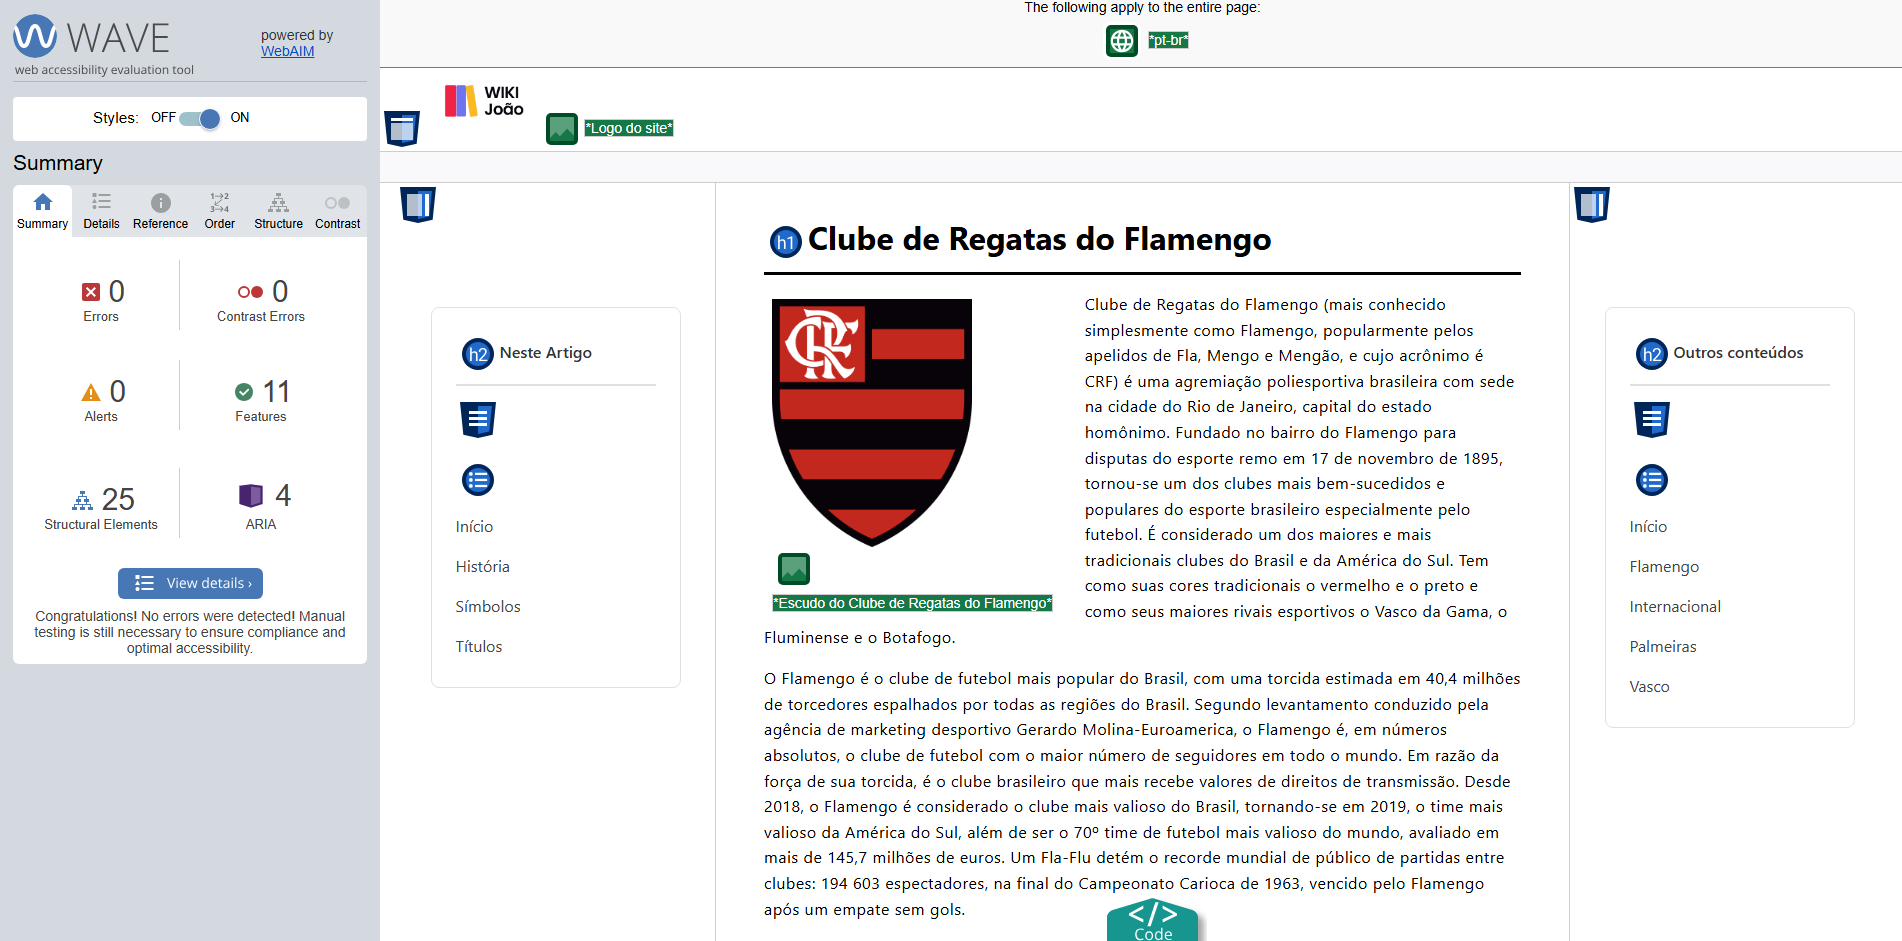 WAVE
powered by
WebAIM
web accessibility evaluation tool
Styles: OFF ON
Summary
Summary Details Reference Order Structure Contrast
0
Errors
0
Contrast Errors
0
Alerts
11
Features
25
Structural Elements
4
ARIA
View details ›
Congratulations! No errors were detected! Manual
testing is still necessary to ensure compliance and
optimal accessibility.
The following apply to the entire page:
*pt-br*
WIKI
João
*Logo do site*
h2 Neste Artigo
Início
História
Símbolos
Títulos
h1 Clube de Regatas do Flamengo
CRF
*Escudo do Clube de Regatas do Flamengo*
Clube de Regatas do Flamengo (mais conhecido
simplesmente como Flamengo, popularmente pelos
apelidos de Fla, Mengo e Mengão, e cujo acrônimo é
CRF) é uma agremiação poliesportiva brasileira com sede
na cidade do Rio de Janeiro, capital do estado
homônimo. Fundado no bairro do Flamengo para
disputas do esporte remo em 17 de novembro de 1895,
tornou-se um dos clubes mais bem-sucedidos e
populares do esporte brasileiro especialmente pelo
futebol. É considerado um dos maiores e mais
tradicionais clubes do Brasil e da América do Sul. Tem
como suas cores tradicionais o vermelho e o preto e
como seus maiores rivais esportivos o Vasco da Gama, o
Fluminense e o Botafogo.
O Flamengo é o clube de futebol mais popular do Brasil, com uma torcida estimada em 40,4 milhões
de torcedores espalhados por todas as regiões do Brasil. Segundo levantamento conduzido pela
agência de marketing desportivo Gerardo Molina-Euroamerica, o Flamengo é, em números
absolutos, o clube de futebol com o maior número de seguidores em todo o mundo. Em razão da
força de sua torcida, é o clube brasileiro que mais recebe valores de direitos de transmissão. Desde
2018, o Flamengo é considerado o clube mais valioso do Brasil, tornando-se em 2019, o time mais
valioso da América do Sul, além de ser o 70º time de futebol mais valioso do mundo, avaliado em
mais de 145,7 milhões de euros. Um Fla-Flu detém o recorde mundial de público de partidas entre
clubes: 194 603 espectadores, na final do Campeonato Carioca de 1963, vencido pelo Flamengo
após um empate sem gols.
</>
Code
h2 Outros conteúdos
Início
Flamengo
Internacional
Palmeiras
Vasco